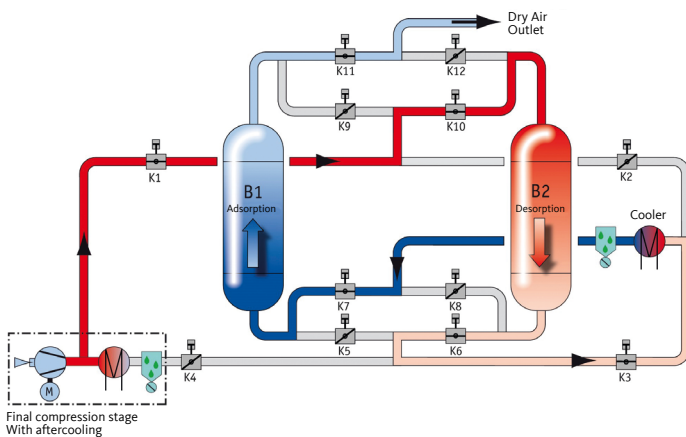 Dry Air
Outlet
K11
K12
K9
K10
K1
K2
B1
Adsorption
B2
Desorption
Cooler
K7
K8
K5
K6
K4
K3
M
Final compression stage
With aftercooling